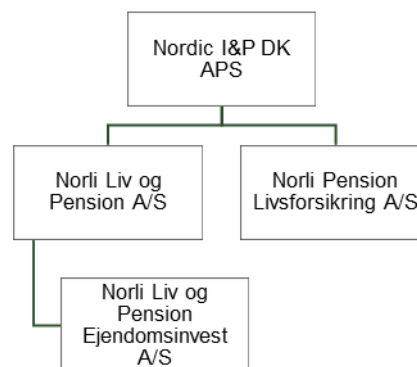 Nordic I&P DK
APS
Norli Liv og
Pension A/S
Norli Pension
Livsforsikring A/S
Norli Liv og
Pension
Ejendomsinvest
A/S